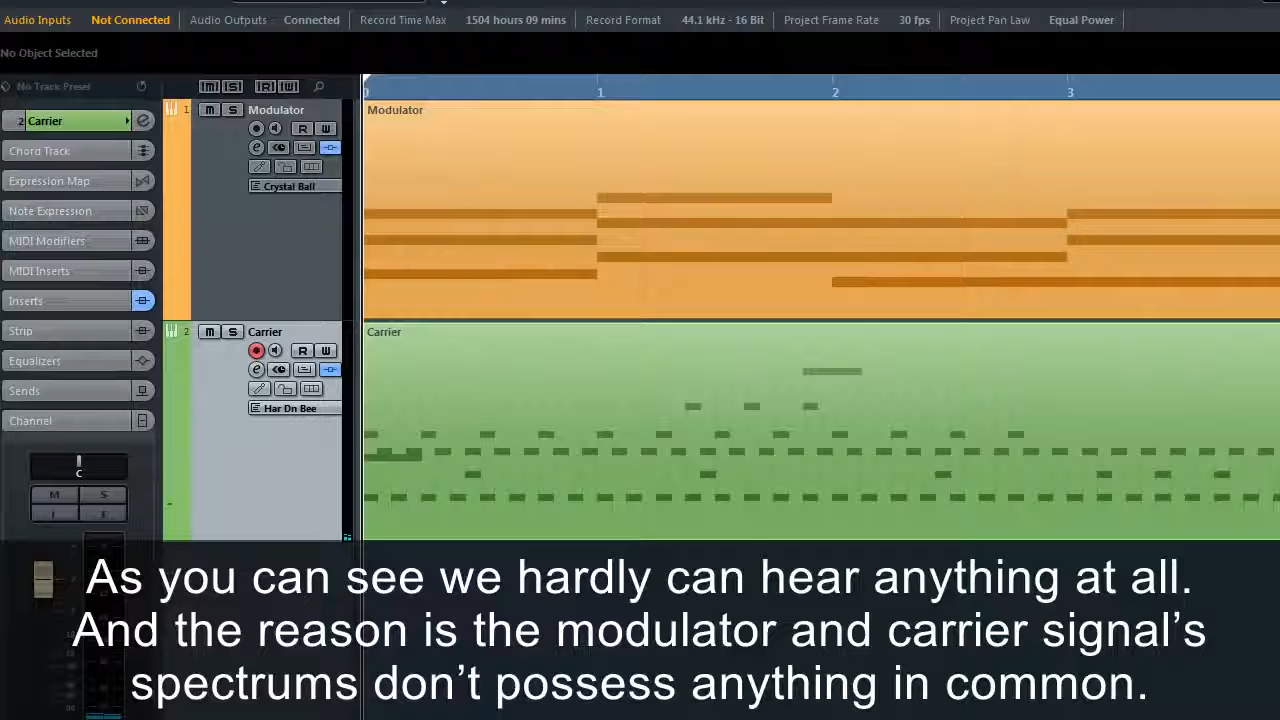 Audio Inputs Not Connected Audio Outputs Connected Record Time Max 1504 hours 09 mins Record Format 44.1 kHz - 16 Bit Project Frame Rate 30 fps Project Pan Law Equal Power
No Object Selected
No Track Preset
0 1 2 3
2 Carrier
Chord Track
Expression Map
Note Expression
MIDI Modifiers
MIDI Inserts
Inserts
Strip
Equalizers
Sends
Channel
C
M S
1 M S Modulator
R W
Crystal Ball
Modulator
2 M S Carrier
R W
Har Dn Bee
Carrier
As you can see we hardly can hear anything at all.
And the reason is the modulator and carrier signal’s
spectrums don’t possess anything in common.